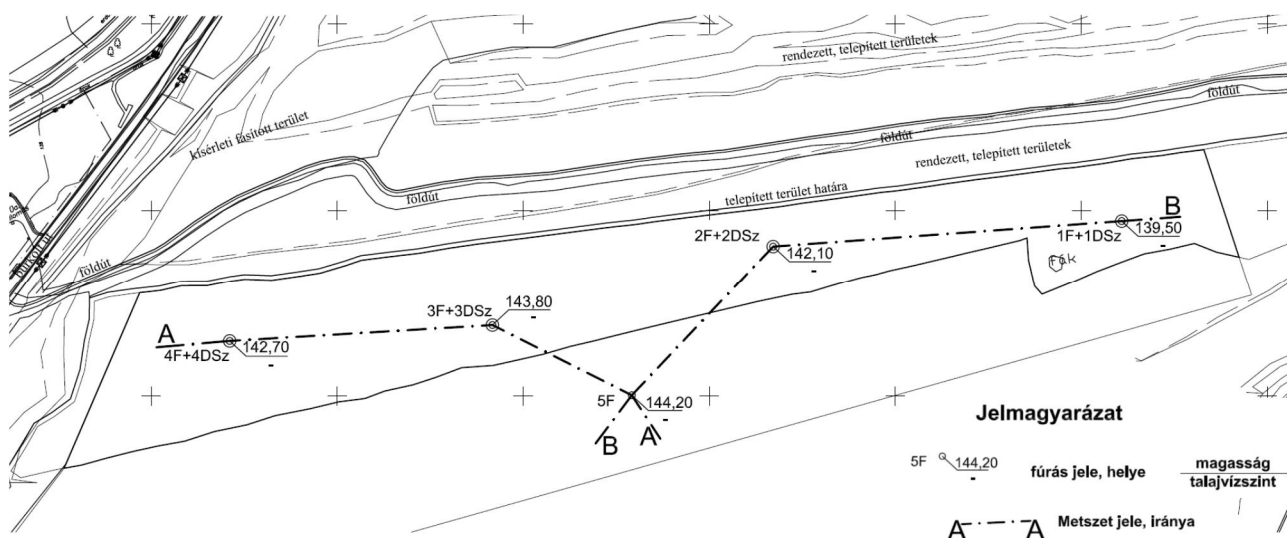 rendezett, telepített területek
kísérleti fásított terület
földút
földút
rendezett, telepített területek
földút
telepített terület határa
földút
B
2F+2DSz
142,10
-
1F+1DSz
139,50
-
Fák
3F+3DSz
143,80
-
A
4F+4DSz
142,70
-
5F
144,20
-
B
A
Jelmagyarázat
5F
144,20
-
fúrás jele, helye
magasság
talajvízszint
A
A
Metszet jele, iránya